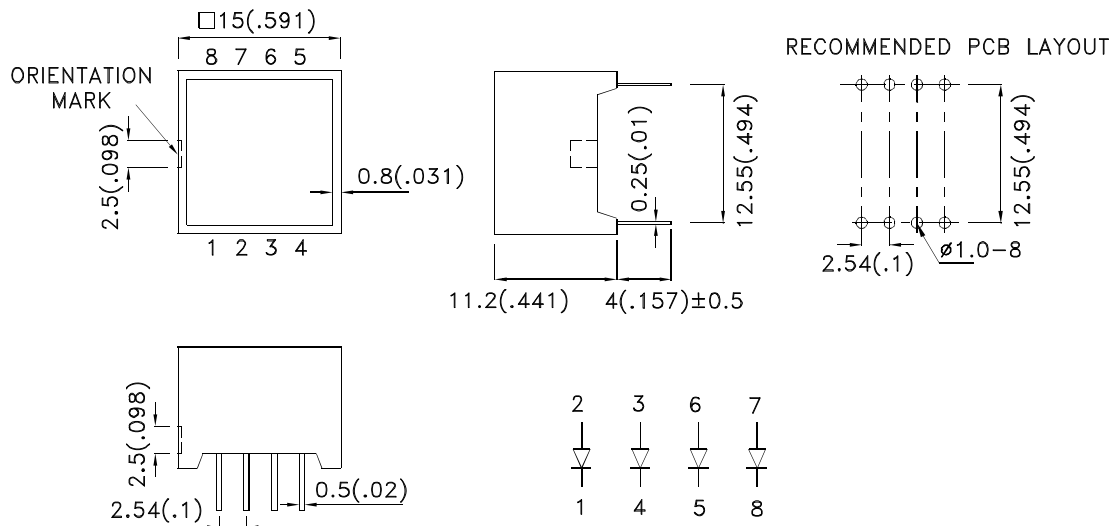 □15(.591)
8 7 6 5
ORIENTATION
MARK
2.5(.098)
0.8(.031)
1 2 3 4
0.25(.01)
12.55(.494)
11.2(.441)
4(.157)±0.5
RECOMMENDED PCB LAYOUT
12.55(.494)
2.54(.1)
ø1.0-8
2.5(.098)
2.54(.1)
0.5(.02)
2 3 6 7
1 4 5 8